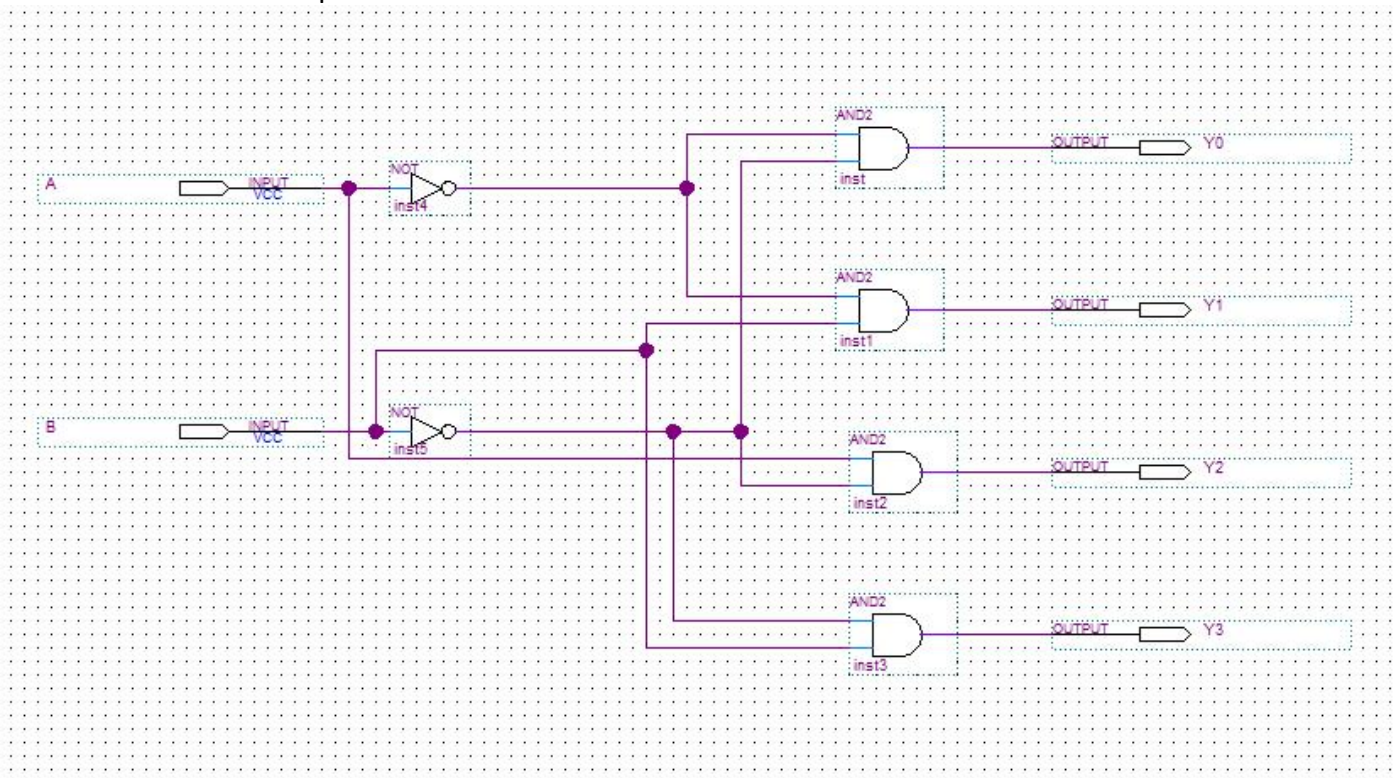 AND2
OUTPUT
Y0
inst
A
INPUT
VCC
NOT
inst4
AND2
OUTPUT
Y1
inst1
B
INPUT
VCC
NOT
inst5
AND2
OUTPUT
Y2
inst2
AND2
OUTPUT
Y3
inst3